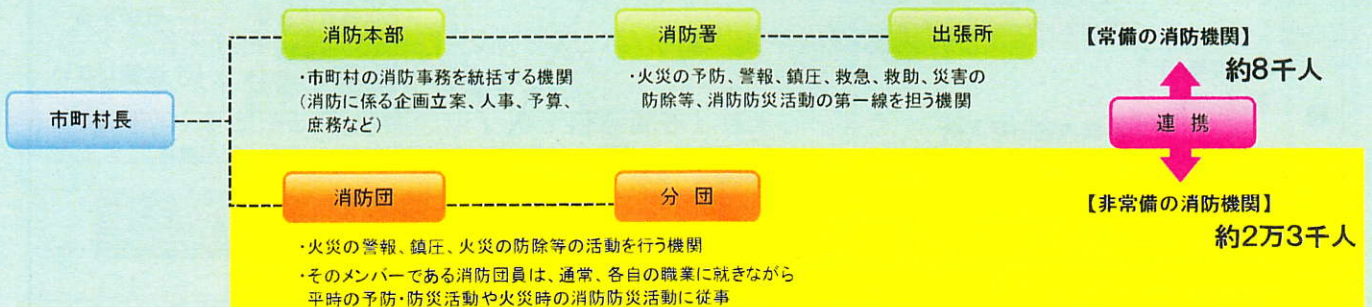 市町村長
消防本部
消防署
出張所
・市町村の消防事務を統括する機関
(消防に係る企画立案、人事、予算、
庶務など)
・火災の予防、警報、鎮圧、救急、救助、災害の
防除等、消防防災活動の第一線を担う機関
【常備の消防機関】
約8千人
連携
消防団
分団
・火災の警報、鎮圧、火災の防除等の活動を行う機関
・そのメンバーである消防団員は、通常、各自の職業に就きながら
平時の予防・防災活動や火災時の消防防災活動に従事
【非常備の消防機関】
約2万3千人